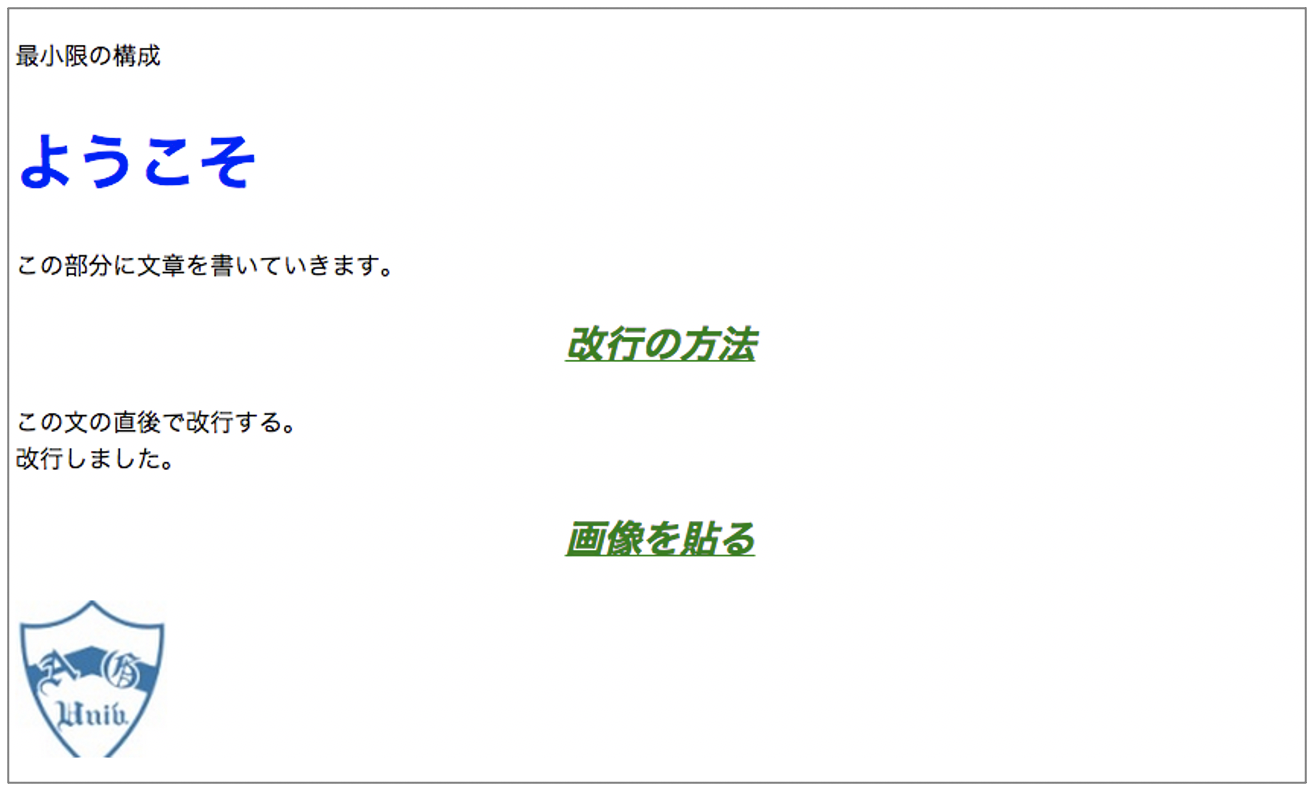 最小限の構成
ようこそ
この部分に文章を書いていきます。
改行の方法
この文の直後で改行する。
改行しました。
画像を貼る
A G
Univ.